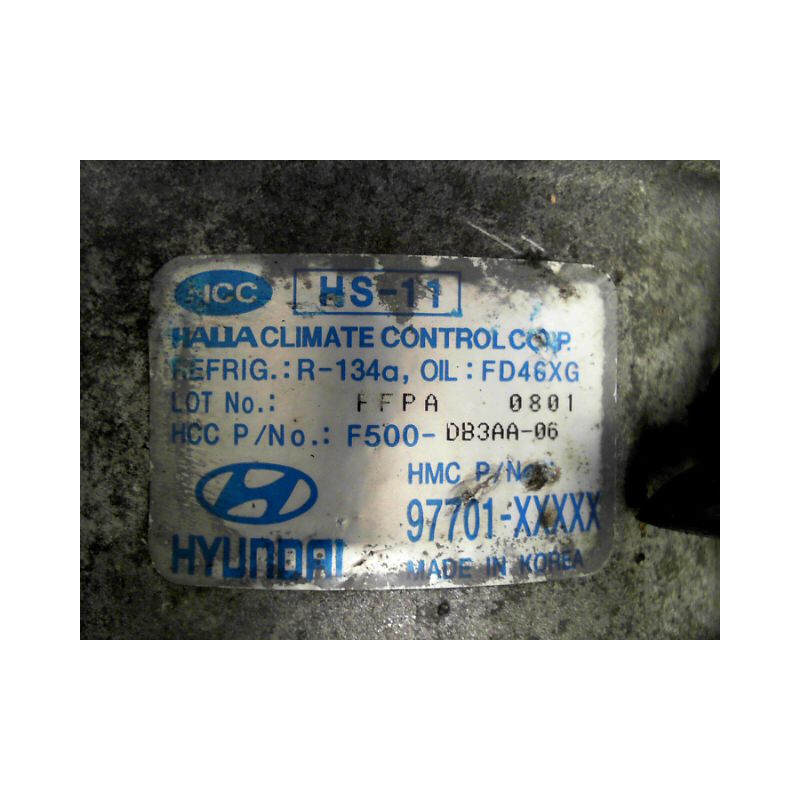 HCC HS-11
HALLA CLIMATE CONTROL CORP.
REFRIG.: R-134a, OIL : FD46XG
LOT No.: FFPA 0801
HCC P/No.: F500-DB3AA-06
HMC P/No.:
97701-XXXXX
HYUNDAI
MADE IN KOREA